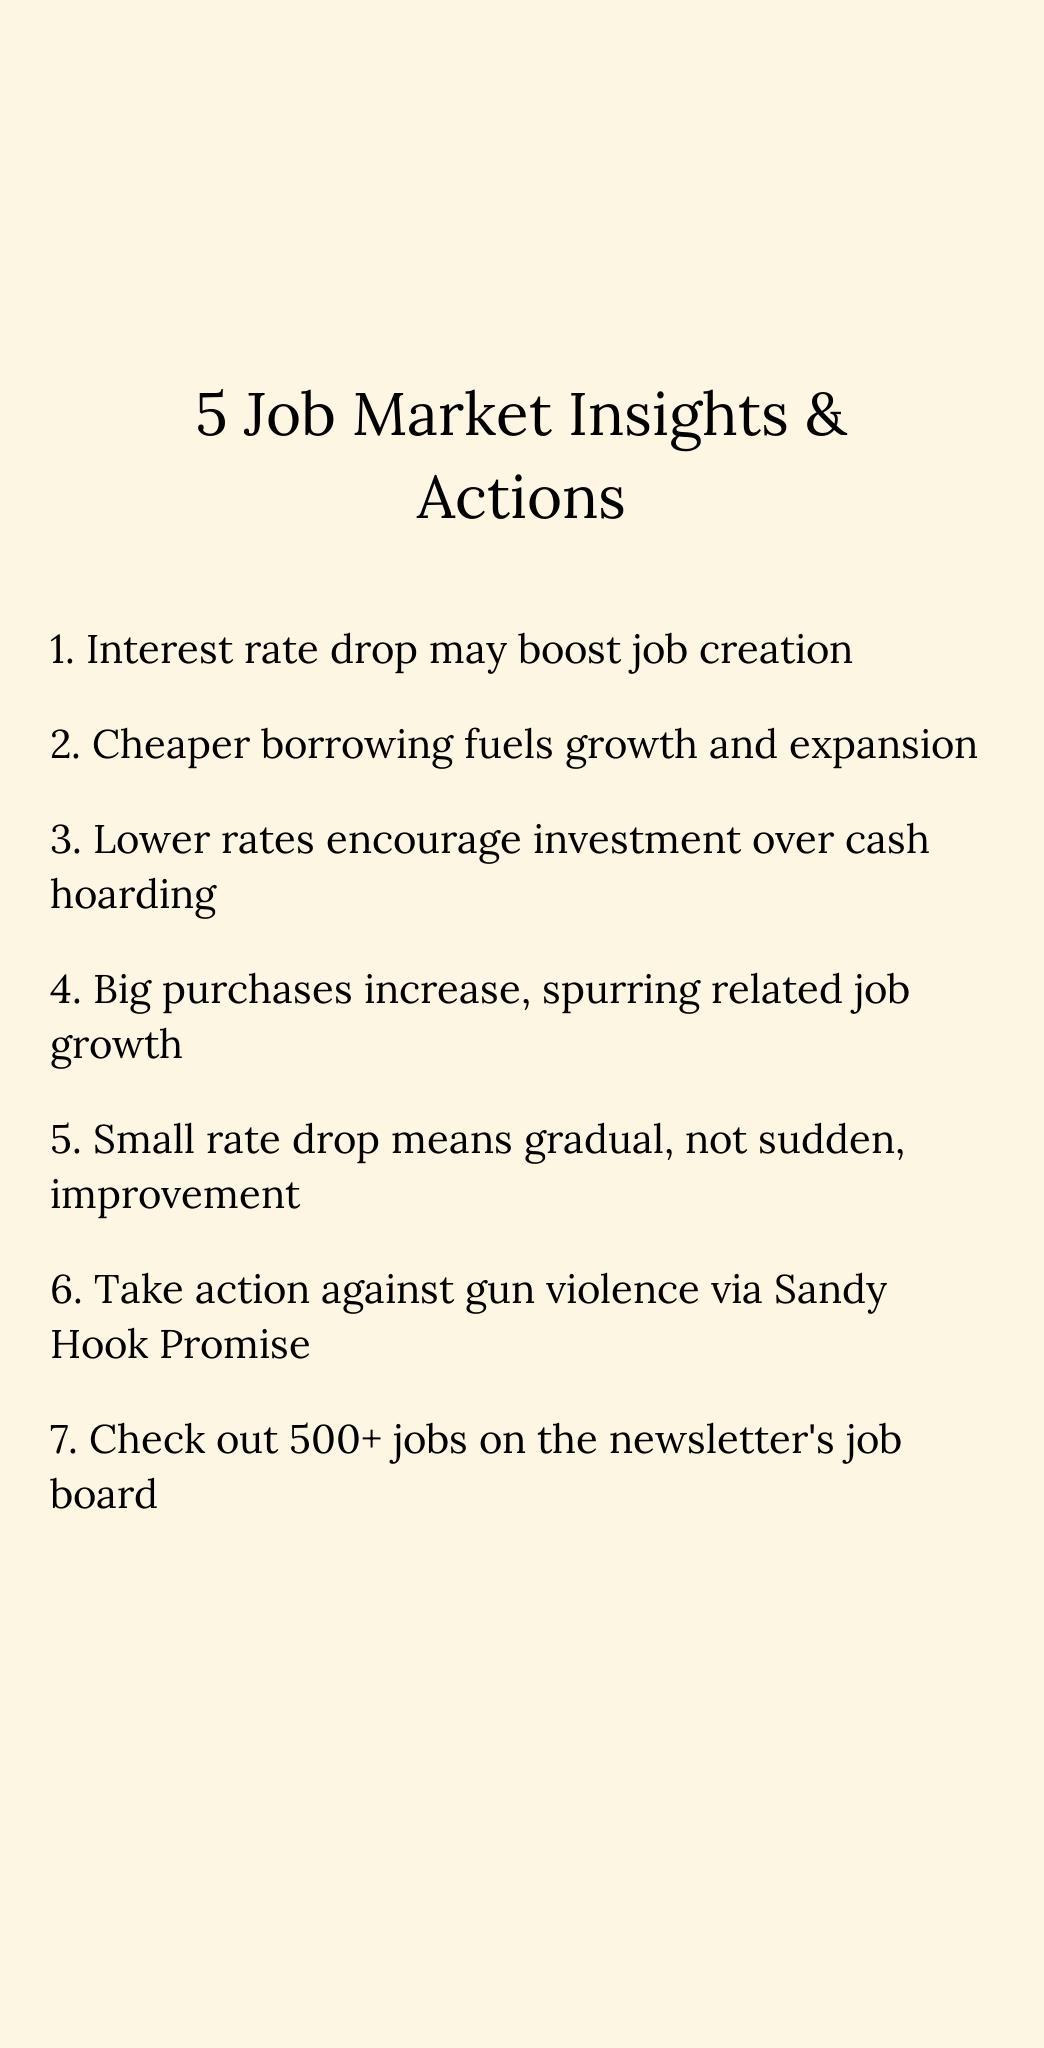 5 Job Market Insights &
Actions
1. Interest rate drop may boost job creation
2. Cheaper borrowing fuels growth and expansion
3. Lower rates encourage investment over cash
hoarding
4. Big purchases increase, spurring related job
growth
5. Small rate drop means gradual, not sudden,
improvement
6. Take action against gun violence via Sandy
Hook Promise
7. Check out 500+ jobs on the newsletter's job
board